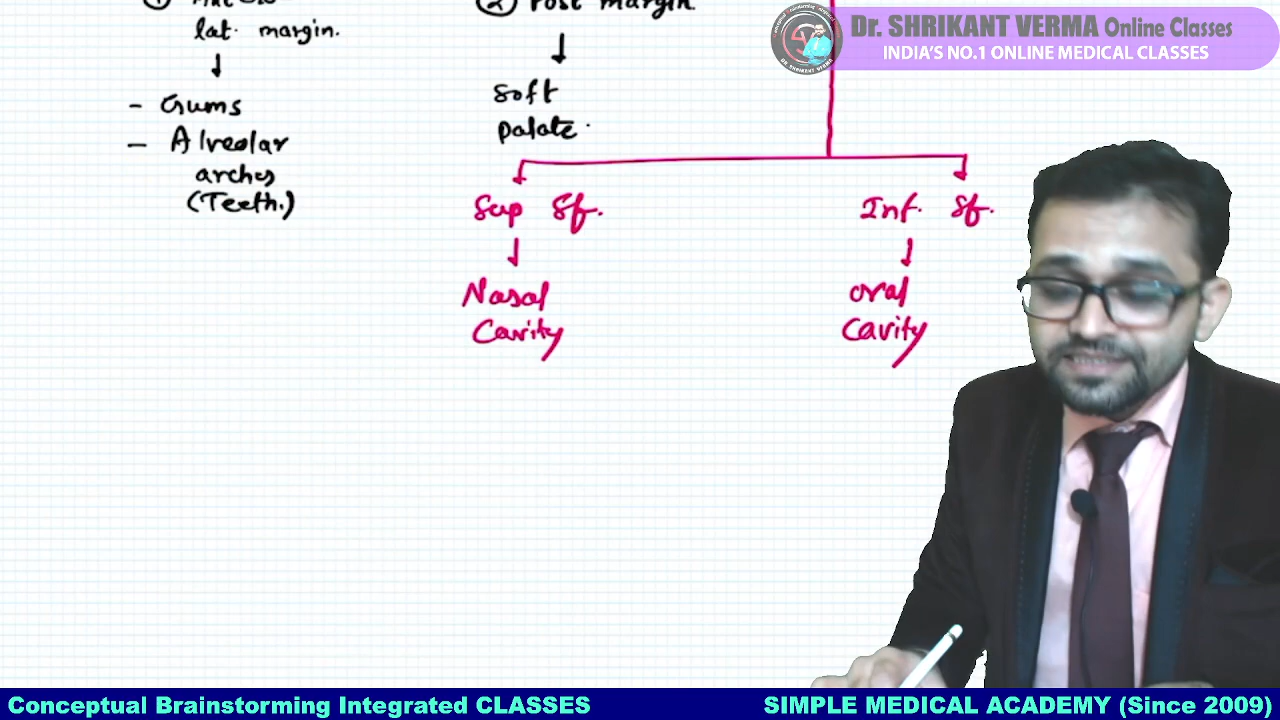 lat. margin.
② Post margin.
↓
↓
- Gums
- Alveolar
arches
(Teeth.)
Soft
palate.
Sup Sf.
↓
Nasal
Cavity
Inf. Sf.
↓
oral
Cavity
Dr. SHRIKANT VERMA Online Classes
INDIA'S NO.1 ONLINE MEDICAL CLASSES
Conceptual Brainstorming Integrated CLASSES
SIMPLE MEDICAL ACADEMY (Since 2009)